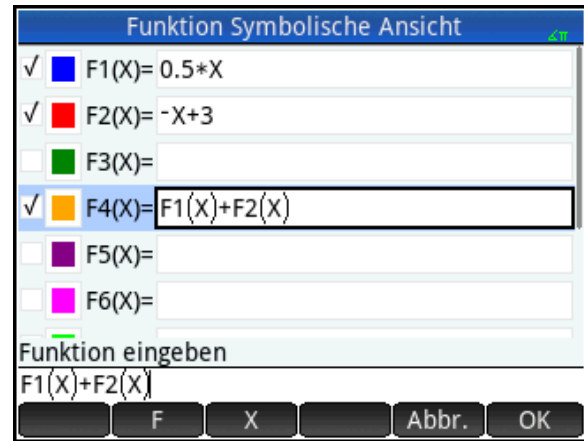 Funktion Symbolische Ansicht ∡π
√ F1(X)= 0.5*X
√ F2(X)= -X+3
F3(X)=
√ F4(X)= F1(X)+F2(X)
F5(X)=
F6(X)=
Funktion eingeben
F1(X)+F2(X)
F X Abbr. OK